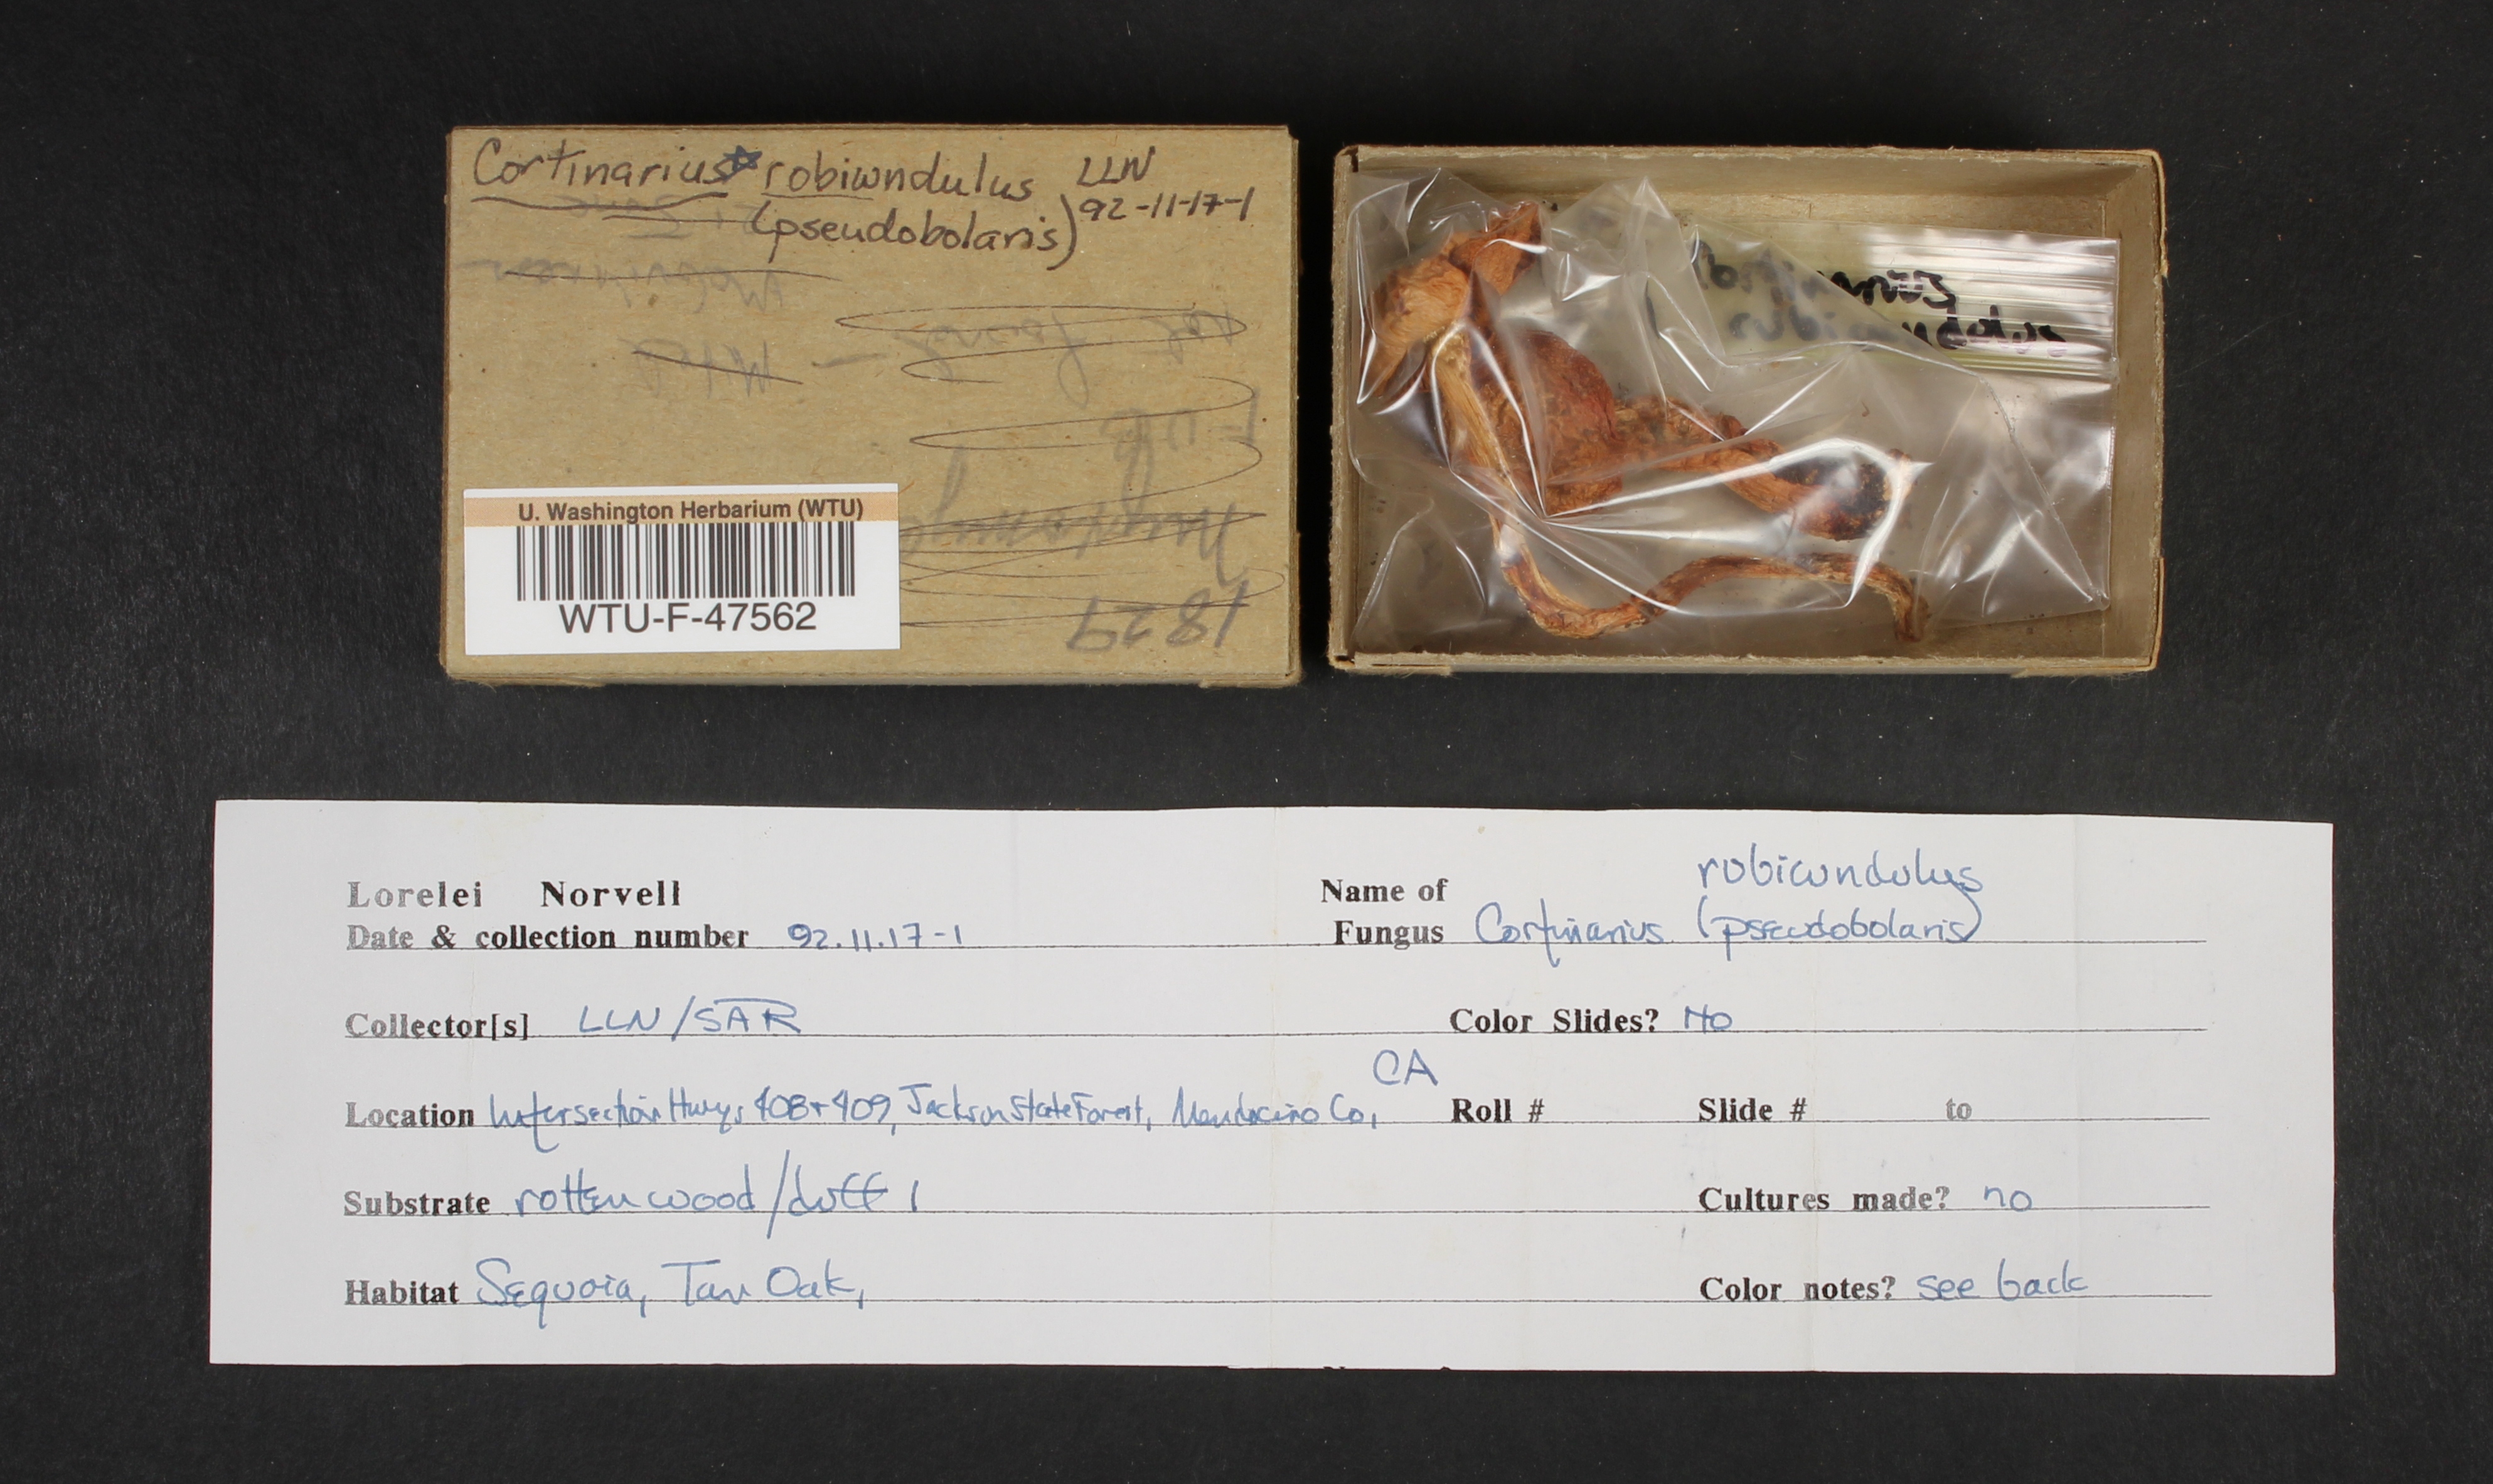 Cortinarius robiwndulus LLN
(pseudobolaris) 92-11-17-1
U. Washington Herbarium (WTU)
WTU-F-47562
1829
Lorelei Norvell
Date & collection number 92.11.17-1
Name of robicundulus
Fungus Cortinarius (pseudobolaris)
Collector[s] LLN/SAR
Color Slides? No
Location Intersection Hwys 408+409, Jackson State Forest, Mendocino Co, CA
Roll # Slide # to
Substrate rotten wood/duff
Cultures made? no
Habitat Sequoia, Tan Oak,
Color notes? see back